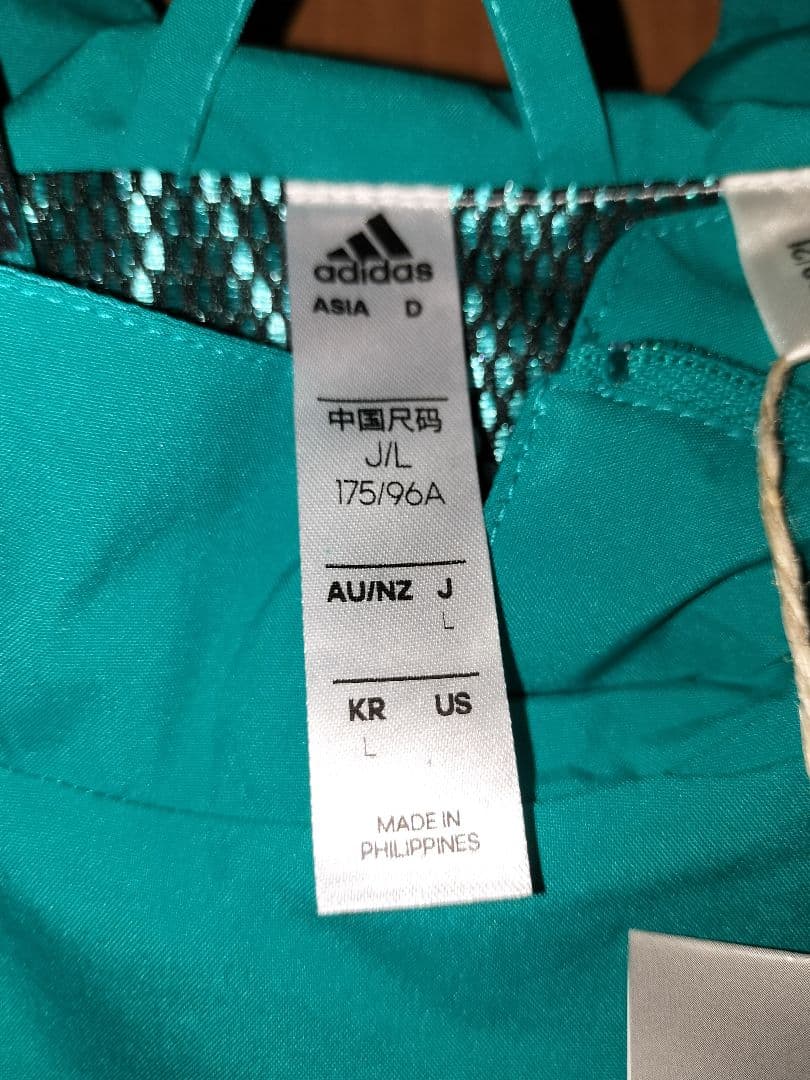 adidas
ASIA D
中国尺码
J/L
175/96A
AU/NZ J
L
KR US
L
MADE IN
PHILIPPINES